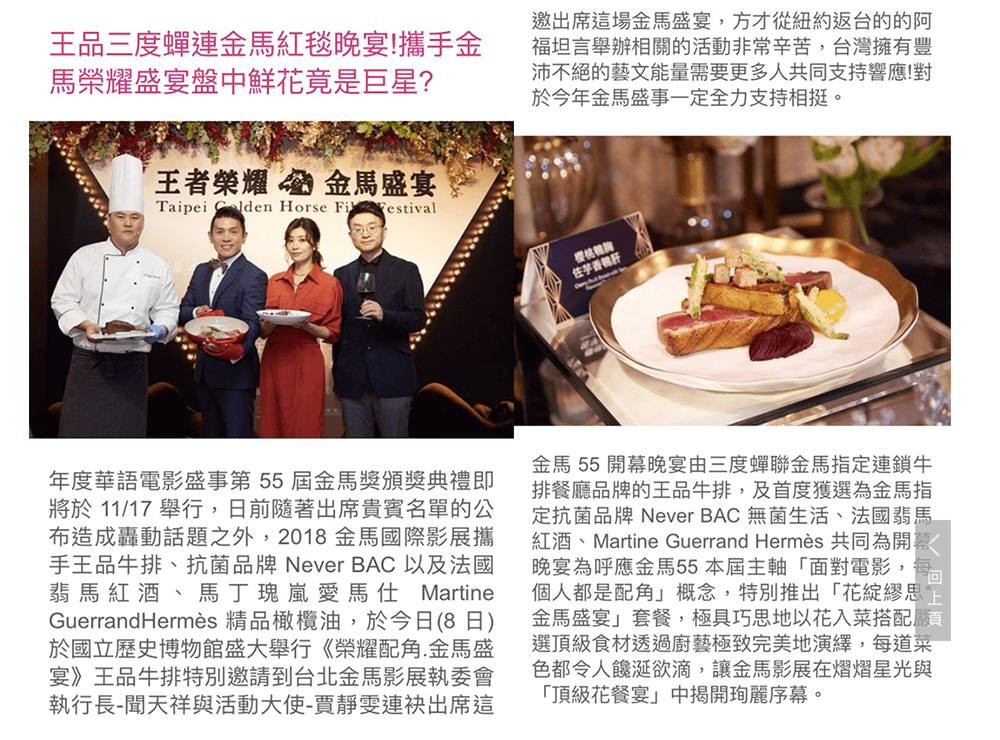 王品三度蟬連金馬紅毯晚宴!攜手金
馬榮耀盛宴盤中鮮花竟是巨星?
王者榮耀 金馬盛宴
Taipei Golden Horse Film Festival
年度華語電影盛事第 55 屆金馬獎頒獎典禮即
將於 11/17 舉行，日前隨著出席貴賓名單的公
布造成轟動話題之外，2018 金馬國際影展攜
手王品牛排、抗菌品牌 Never BAC 以及法國
翡馬紅酒、馬丁瑰嵐愛馬仕 Martine
GuerrandHermès 精品橄欖油，於今日(8 日)
於國立歷史博物館盛大舉行《榮耀配角.金馬盛
宴》王品牛排特別邀請到台北金馬影展執委會
執行長-聞天祥與活動大使-賈靜雯連袂出席這
邀出席這場金馬盛宴，方才從紐約返台的的阿
福坦言舉辦相關的活動非常辛苦，台灣擁有豐
沛不絕的藝文能量需要更多人共同支持響應!對
於今年金馬盛事一定全力支持相挺。
櫻桃鴨胸
佐芋香鴨肝
金馬 55 開幕晚宴由三度蟬聯金馬指定連鎖牛
排餐廳品牌的王品牛排，及首度獲選為金馬指
定抗菌品牌 Never BAC 無菌生活、法國翡馬
紅酒、Martine Guerrand Hermès 共同為開幕
晚宴為呼應金馬55 本屆主軸「面對電影，每
個人都是配角」概念，特別推出「花綻繆思*
金馬盛宴」套餐，極具巧思地以花入菜搭配嚴
選頂級食材透過廚藝極致完美地演繹，每道菜
色都令人饞涎欲滴，讓金馬影展在熠熠星光與
「頂級花餐宴」中揭開絢麗序幕。
回上頁